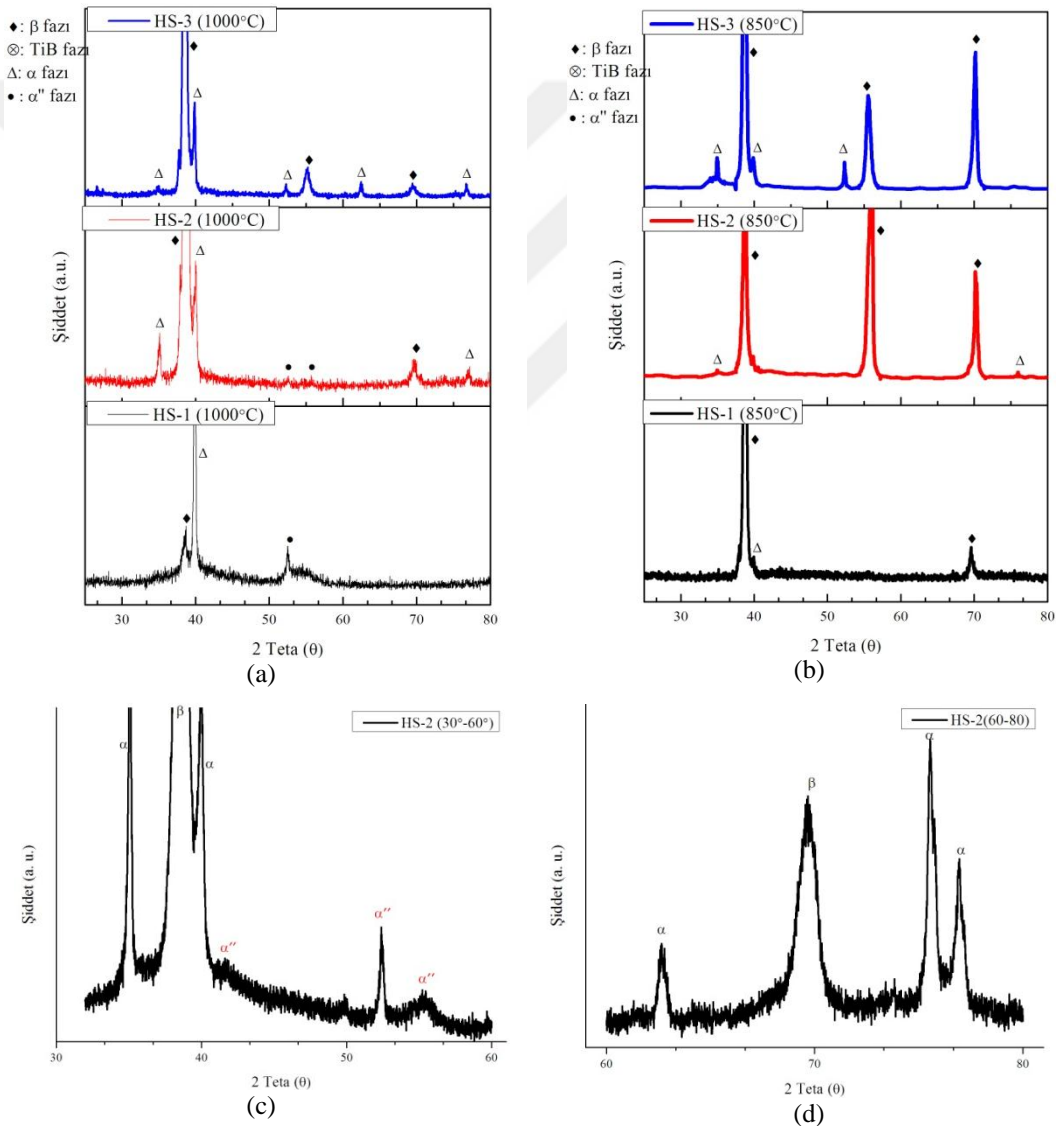 HS-3 (1000°C)
♦: β fazı
⊗: TiB fazı
Δ: α fazı
• : α'' fazı
♦
Δ
Δ
Δ
♦
Δ
♦
Δ
HS-2 (1000°C)
♦
Δ
Δ
•
•
♦
Δ
HS-1 (1000°C)
Δ
♦
•
Şiddet (a.u.)
30 40 50 60 70 80
2 Teta (θ)
(a)
HS-3 (850°C)
♦: β fazı
⊗: TiB fazı
Δ: α fazı
• : α'' fazı
♦
♦
♦
Δ
Δ
Δ
HS-2 (850°C)
♦
♦
♦
Δ
Δ
HS-1 (850°C)
♦
Δ
♦
Şiddet (a.u.)
30 40 50 60 70 80
2 Teta (θ)
(b)
HS-2 (30°-60°)
β
α
α
α′′
α′′
α′′
Şiddet (a. u.)
30 40 50 60
2 Teta (θ)
(c)
HS-2(60-80)
α
β
α
α
Şiddet (a. u.)
60 70 80
2 Teta (θ)
(d)